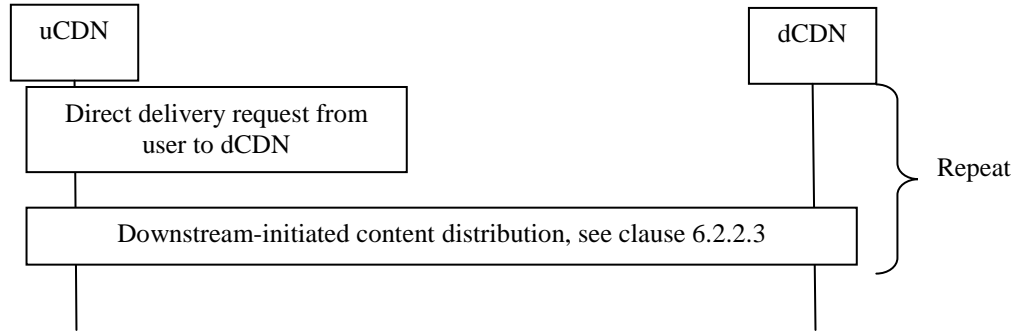 uCDN
dCDN
Direct delivery request from
user to dCDN
Repeat
Downstream-initiated content distribution, see clause 6.2.2.3